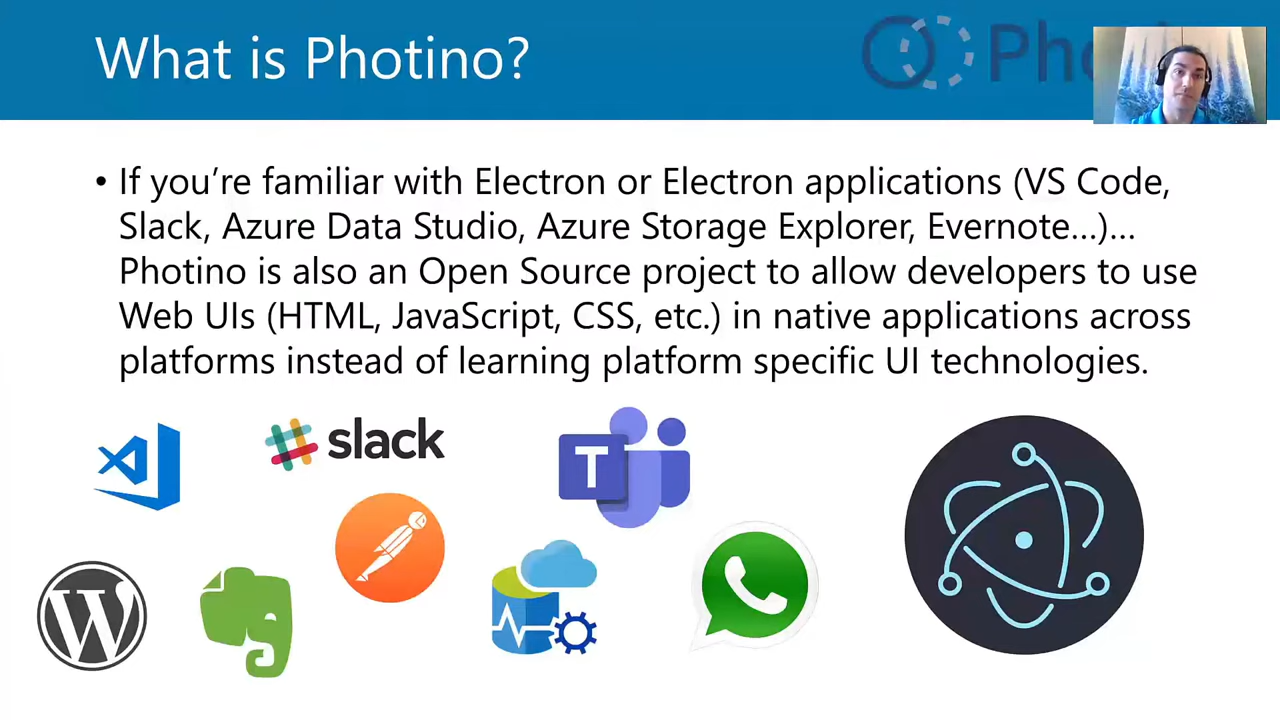 What is Photino?
Pho
• If you’re familiar with Electron or Electron applications (VS Code,
Slack, Azure Data Studio, Azure Storage Explorer, Evernote...)...
Photino is also an Open Source project to allow developers to use
Web UIs (HTML, JavaScript, CSS, etc.) in native applications across
platforms instead of learning platform specific UI technologies.
slack
T
W